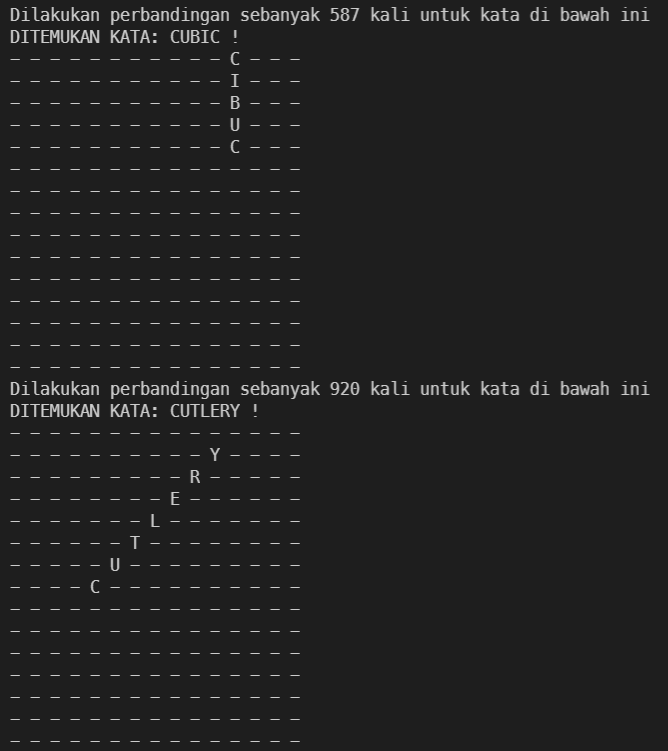 Dilakukan perbandingan sebanyak 587 kali untuk kata di bawah ini
DITEMUKAN KATA: CUBIC !
- - - - - - - - - - - C - - -
- - - - - - - - - - - I - - -
- - - - - - - - - - - B - - -
- - - - - - - - - - - U - - -
- - - - - - - - - - - C - - -
- - - - - - - - - - - - - - -
- - - - - - - - - - - - - - -
- - - - - - - - - - - - - - -
- - - - - - - - - - - - - - -
- - - - - - - - - - - - - - -
- - - - - - - - - - - - - - -
- - - - - - - - - - - - - - -
- - - - - - - - - - - - - - -
- - - - - - - - - - - - - - -
- - - - - - - - - - - - - - -
Dilakukan perbandingan sebanyak 920 kali untuk kata di bawah ini
DITEMUKAN KATA: CUTLERY !
- - - - - - - - - - - - - - -
- - - - - - - - - - Y - - - -
- - - - - - - - - R - - - - -
- - - - - - - - E - - - - - -
- - - - - - - L - - - - - - -
- - - - - - T - - - - - - - -
- - - - - U - - - - - - - - -
- - - - C - - - - - - - - - -
- - - - - - - - - - - - - - -
- - - - - - - - - - - - - - -
- - - - - - - - - - - - - - -
- - - - - - - - - - - - - - -
- - - - - - - - - - - - - - -
- - - - - - - - - - - - - - -
- - - - - - - - - - - - - - -